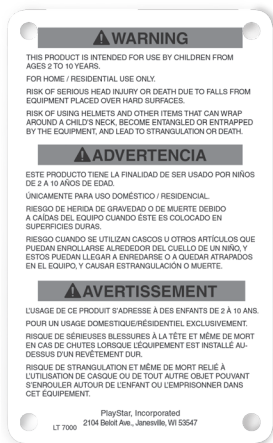 WARNING
THIS PRODUCT IS INTENDED FOR USE BY CHILDREN FROM
AGES 2 TO 10 YEARS.
FOR HOME / RESIDENTIAL USE ONLY.
RISK OF SERIOUS HEAD INJURY OR DEATH DUE TO FALLS FROM
EQUIPMENT PLACED OVER HARD SURFACES.
RISK OF USING HELMETS AND OTHER ITEMS THAT CAN WRAP
AROUND A CHILD'S NECK, BECOME ENTANGLED OR ENTRAPPED
BY THE EQUIPMENT, AND LEAD TO STRANGULATION OR DEATH.
ADVERTENCIA
ESTE PRODUCTO TIENE LA FINALIDAD DE SER USADO POR NIÑOS
DE 2 A 10 AÑOS DE EDAD.
ÚNICAMENTE PARA USO DOMÉSTICO / RESIDENCIAL.
RIESGO DE HERIDA DE GRAVEDAD O DE MUERTE DEBIDO
A CAÍDAS DEL EQUIPO CUANDO ÉSTE ES COLOCADO EN
SUPERFICIES DURAS.
RIESGO CUANDO SE UTILIZAN CASCOS U OTROS ARTÍCULOS QUE
PUEDAN ENROLLARSE ALREDEDOR DEL CUELLO DE UN NIÑO, Y
ESTOS PUEDAN LLEGAR A ENREDARSE O A QUEDAR ATRAPADOS
EN EL EQUIPO, Y CAUSAR ESTRANGULACIÓN O MUERTE.
AVERTISSEMENT
L'USAGE DE CE PRODUIT S'ADRESSE À DES ENFANTS DE 2 À 10 ANS.
POUR UN USAGE DOMESTIQUE/RÉSIDENTIEL EXCLUSIVEMENT.
RISQUE DE SÉRIEUSES BLESSURES À LA TÊTE ET MÊME DE MORT
EN CAS DE CHUTES LORSQUE L'ÉQUIPEMENT EST INSTALLÉ AU-
DESSUS D'UN REVÊTEMENT DUR.
RISQUE DE STRANGULATION ET MÊME DE MORT RELIÉ À
L'UTILISATION DE CASQUE OU DE TOUT AUTRE OBJET POUVANT
S'ENROULER AUTOUR DE L'ENFANT OU L'EMPRISONNER DANS
CET ÉQUIPEMENT.
PlayStar, Incorporated
LT 7000 2104 Beloit Ave., Janesville, WI 53547